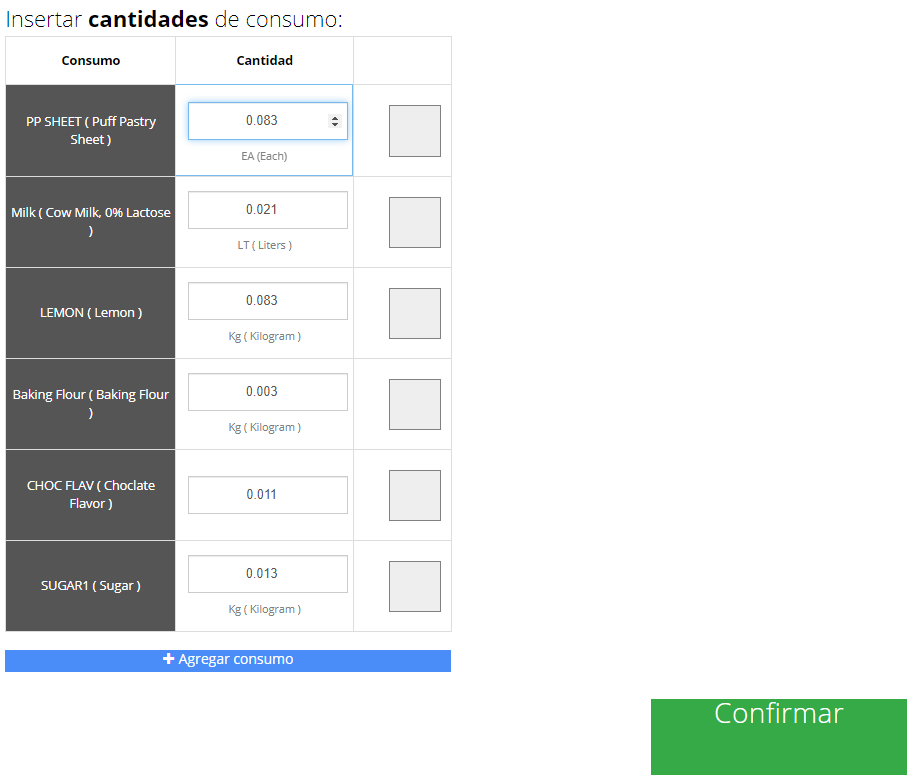 Insertar cantidades de consumo:
Consumo Cantidad
PP SHEET ( Puff Pastry
Sheet )
0.083
EA (Each)
Milk ( Cow Milk, 0% Lactose
)
0.021
LT ( Liters )
LEMON ( Lemon )
0.083
Kg ( Kilogram )
Baking Flour ( Baking Flour
)
0.003
Kg ( Kilogram )
CHOC FLAV ( Choclate
Flavor )
0.011
SUGAR1 ( Sugar )
0.013
Kg ( Kilogram )
+ Agregar consumo
Confirmar